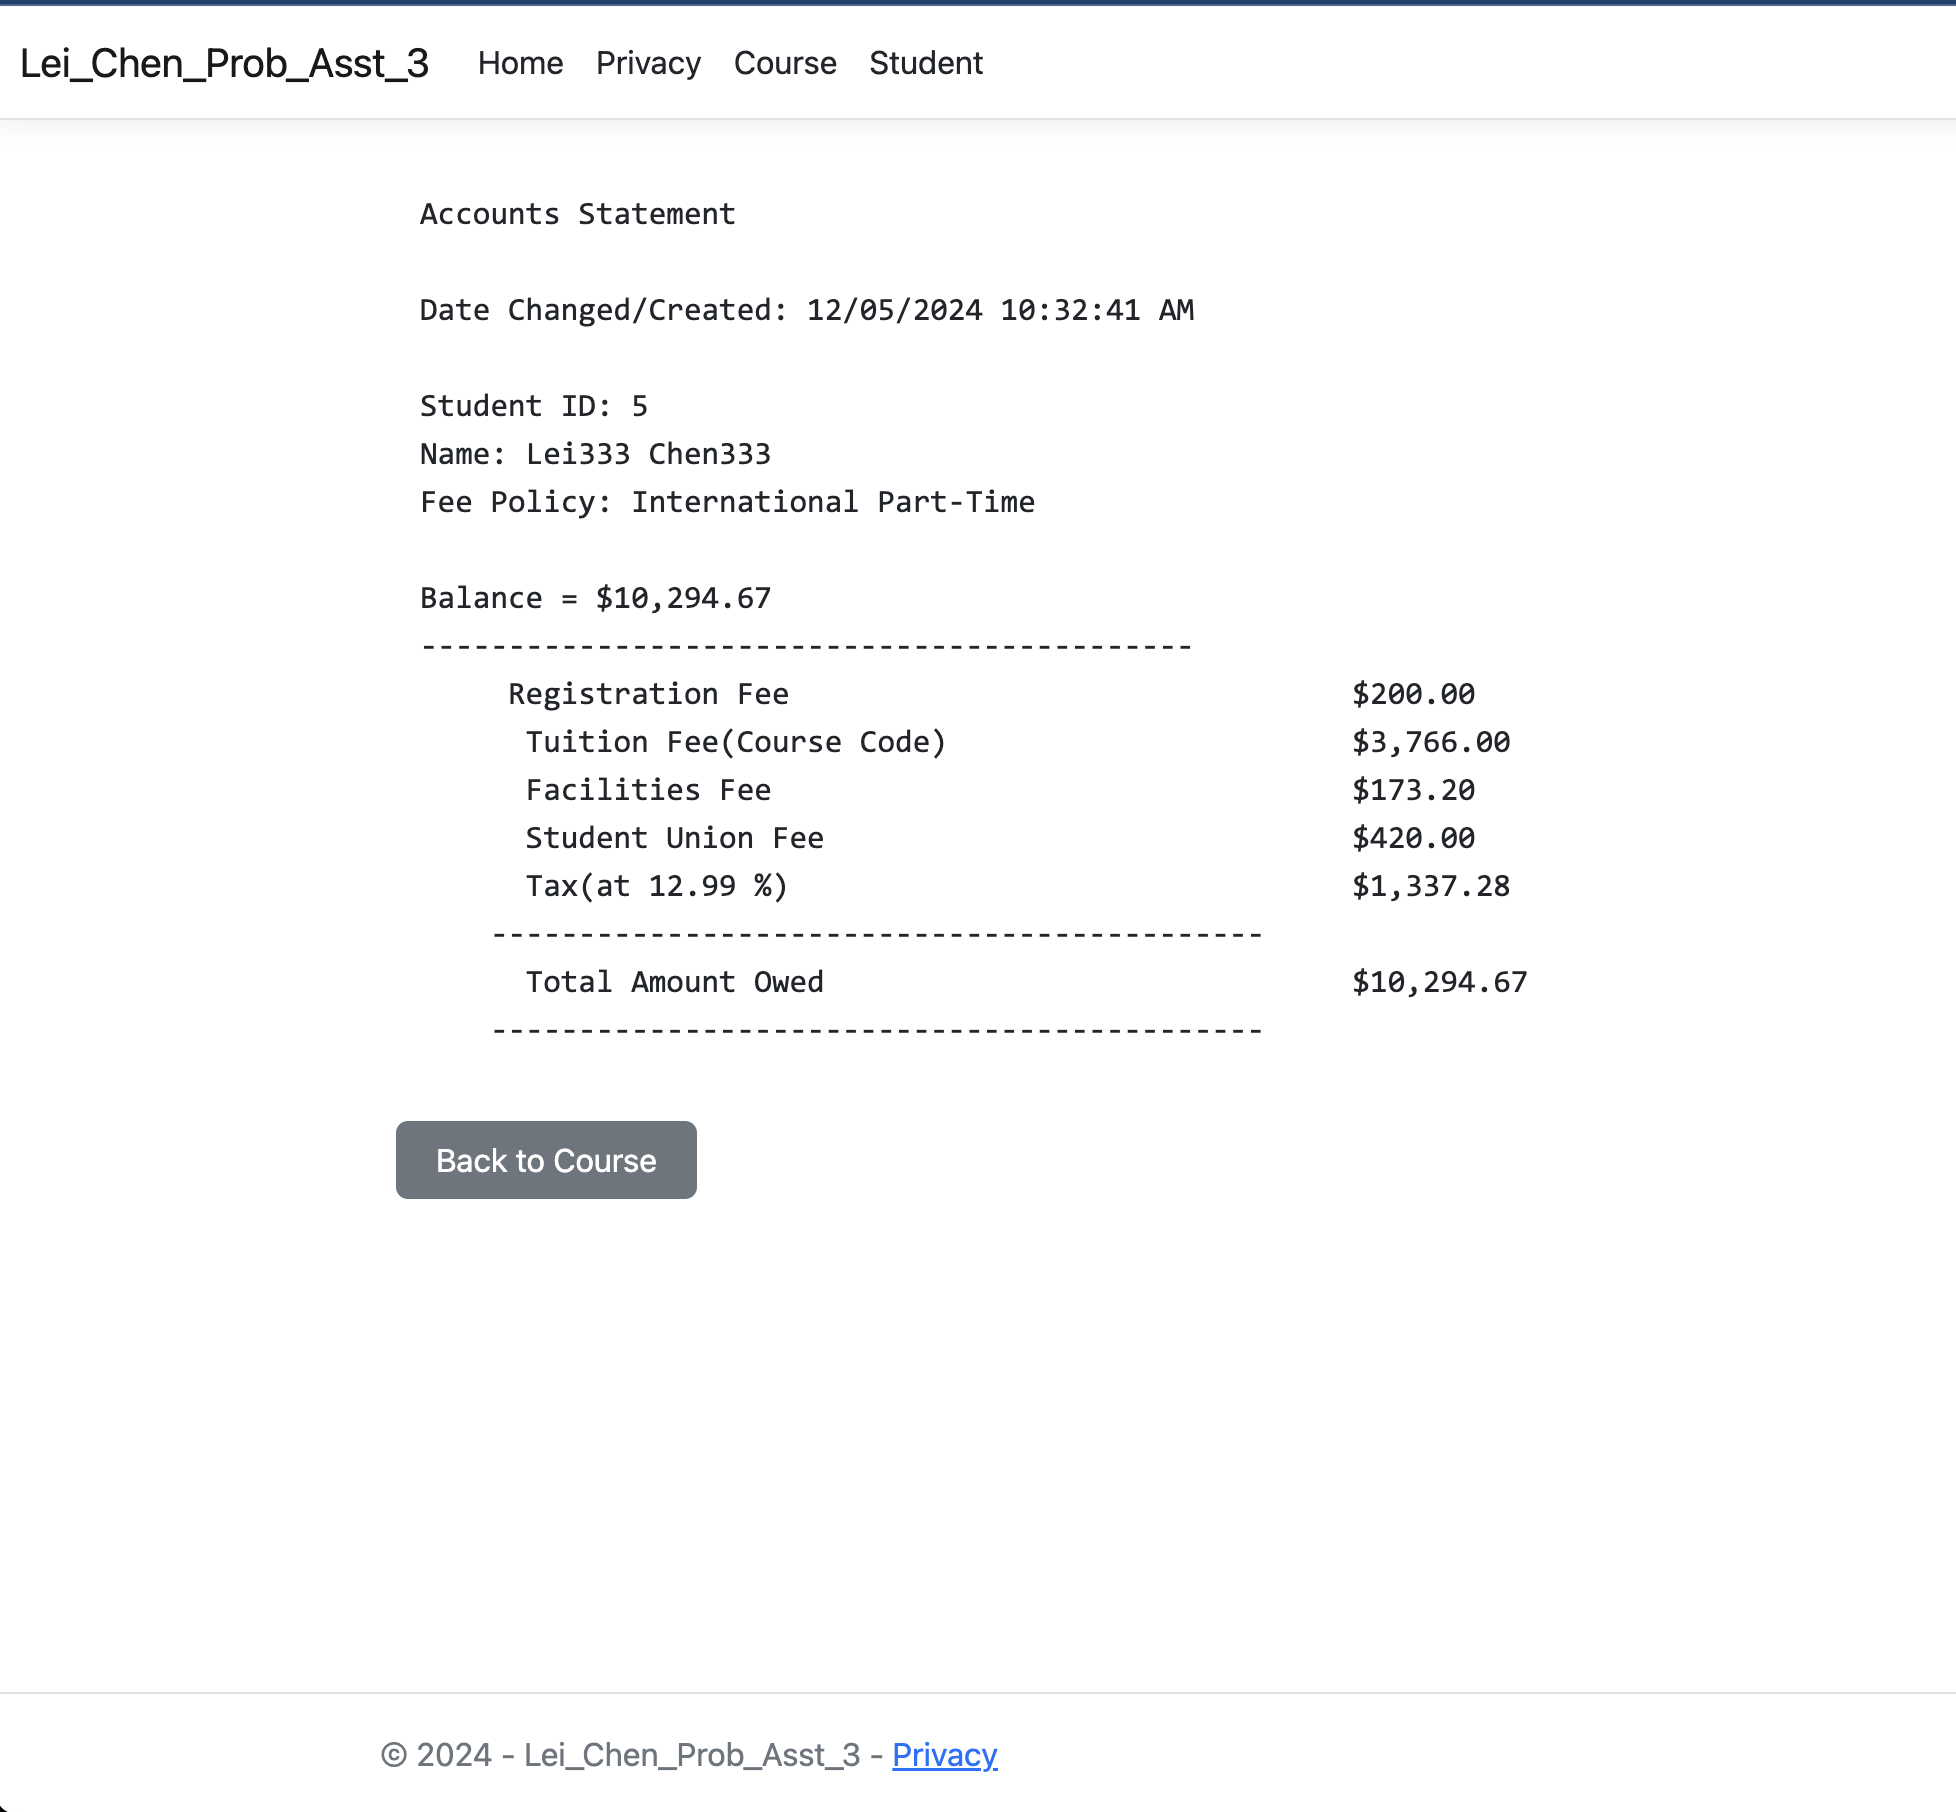 Lei_Chen_Prob_Asst_3 Home Privacy Course Student
Accounts Statement
Date Changed/Created: 12/05/2024 10:32:41 AM
Student ID: 5
Name: Lei333 Chen333
Fee Policy: International Part-Time
Balance = $10,294.67
--------------------------------------------
Registration Fee $200.00
Tuition Fee(Course Code) $3,766.00
Facilities Fee $173.20
Student Union Fee $420.00
Tax(at 12.99 %) $1,337.28
--------------------------------------------
Total Amount Owed $10,294.67
--------------------------------------------
Back to Course
© 2024 - Lei_Chen_Prob_Asst_3 - Privacy